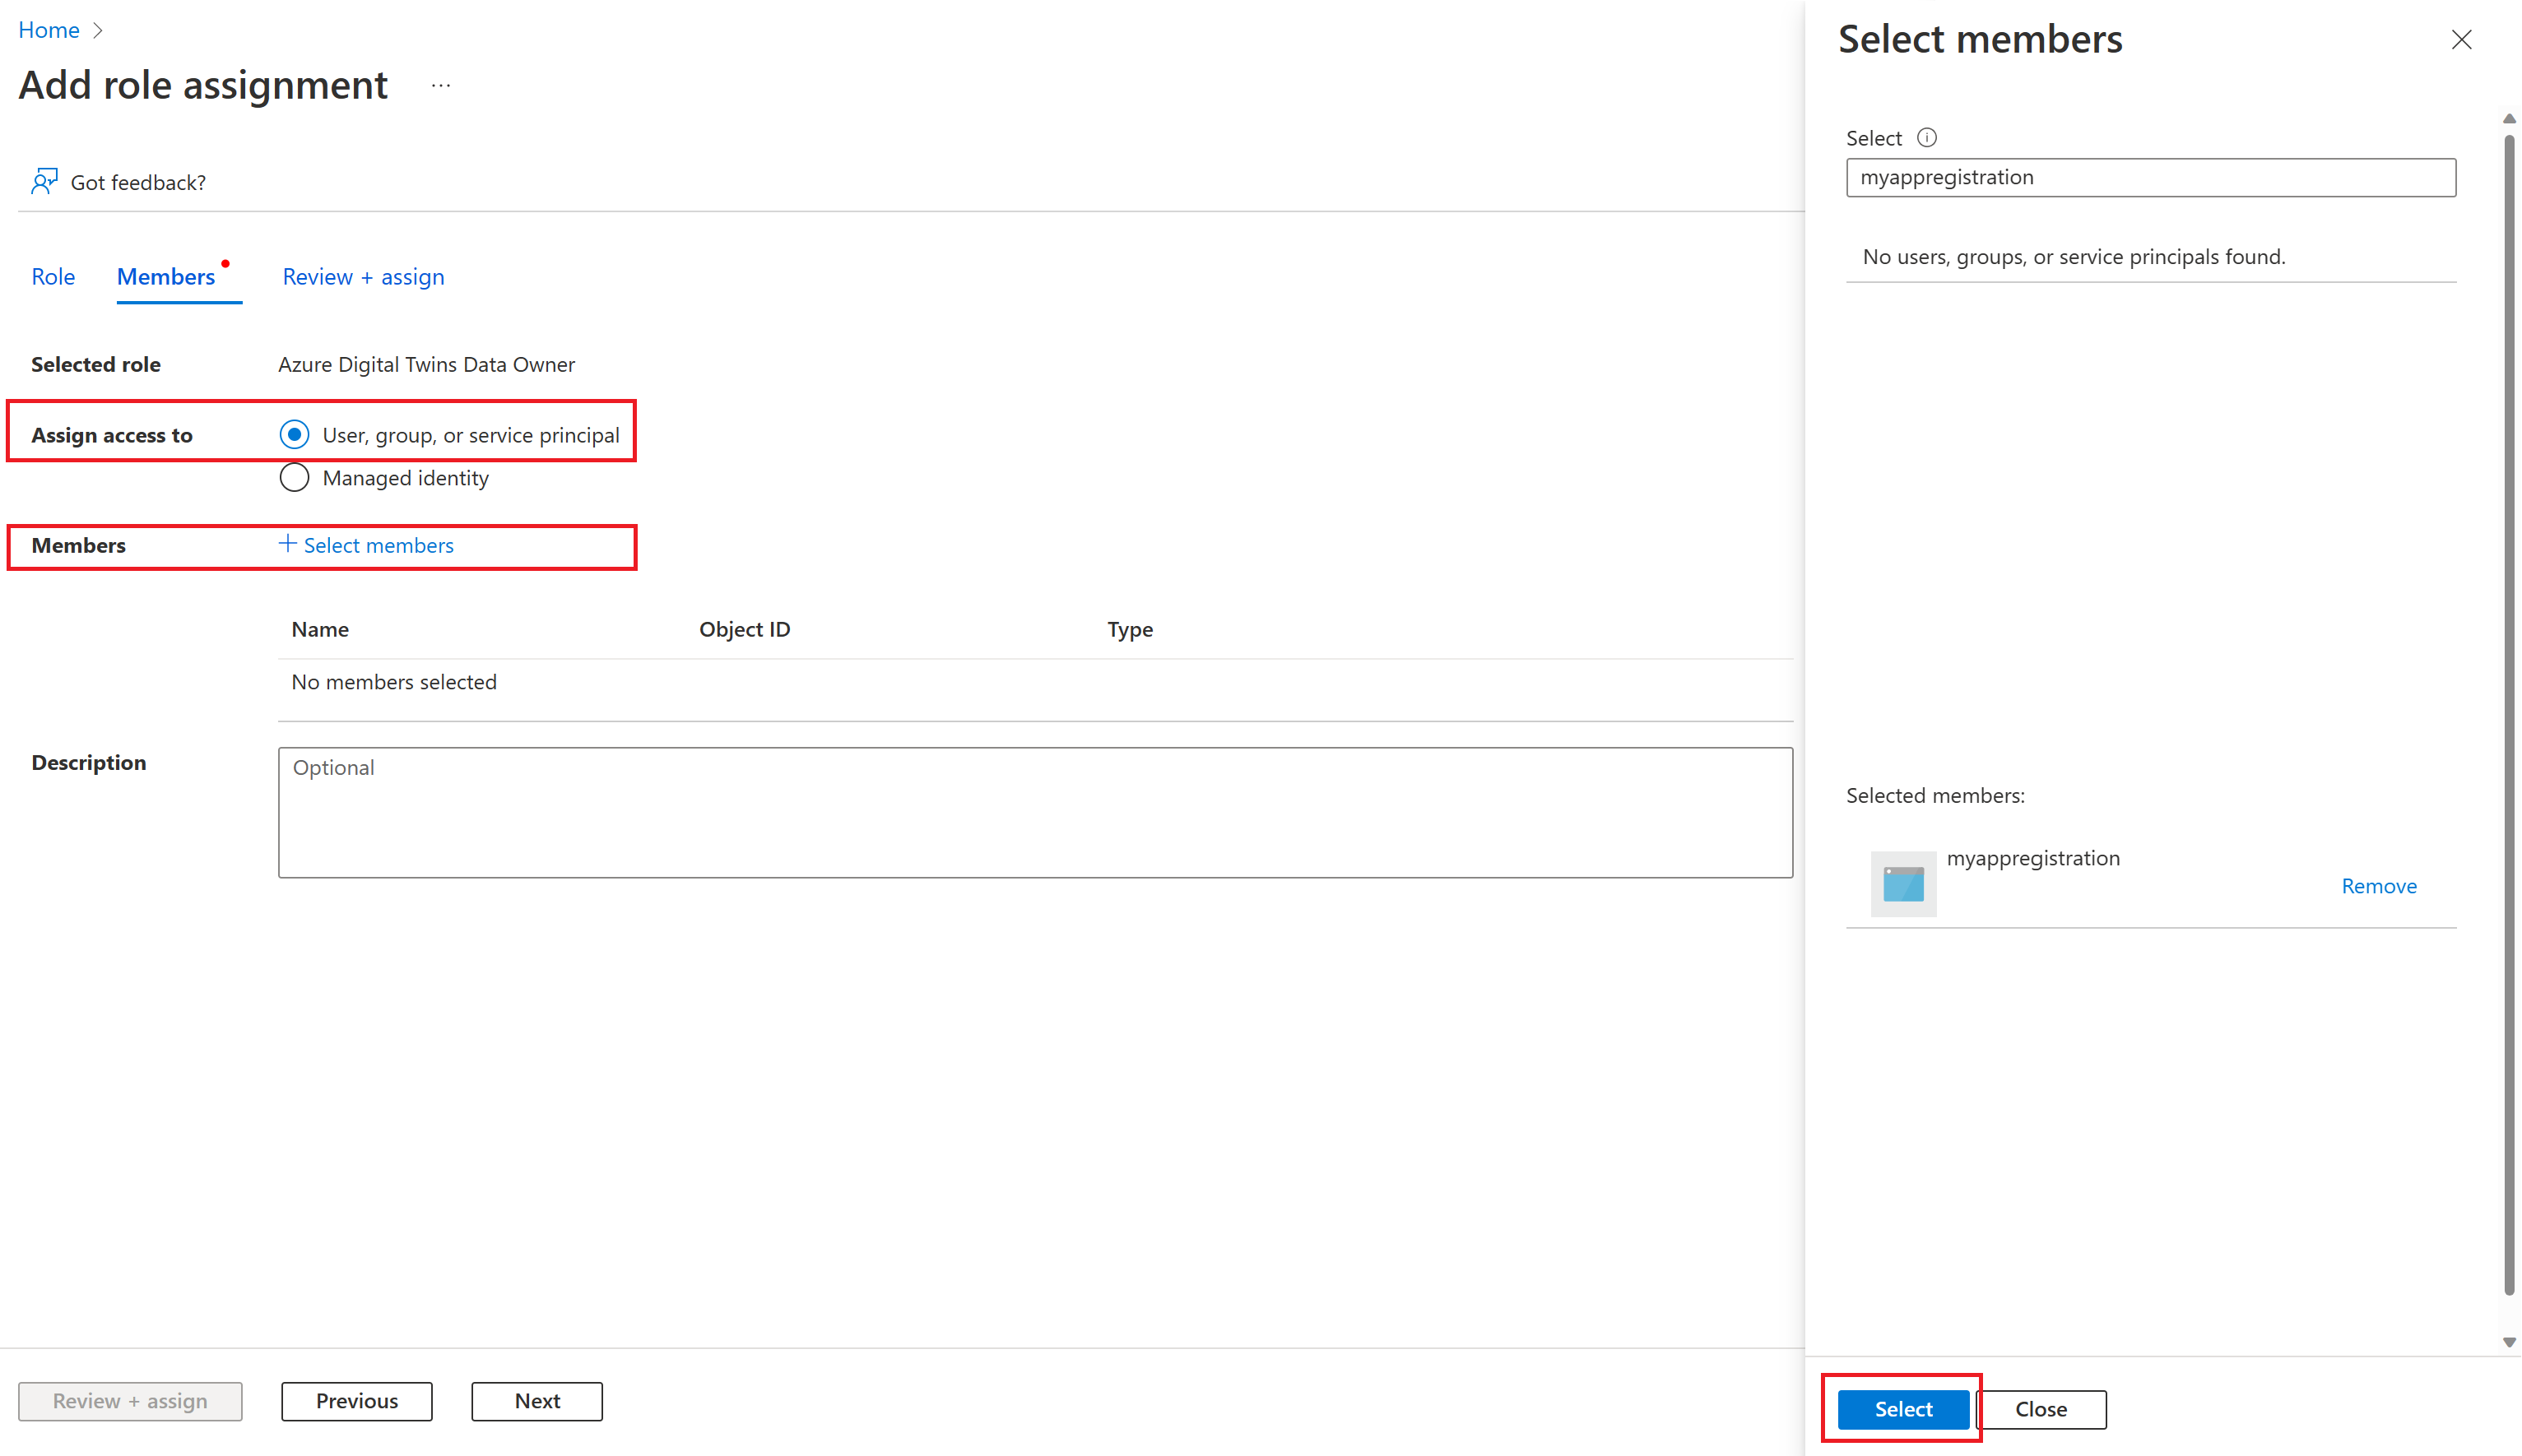 Home
Add role assignment ...
Got feedback?
Role Members Review + assign
Selected role Azure Digital Twins Data Owner
Assign access to User, group, or service principal
Managed identity
Members + Select members
Name Object ID Type
No members selected
Description Optional
Review + assign Previous Next
Select members
Select
myappregistration
No users, groups, or service principals found.
Selected members:
myappregistration
Remove
Select Close